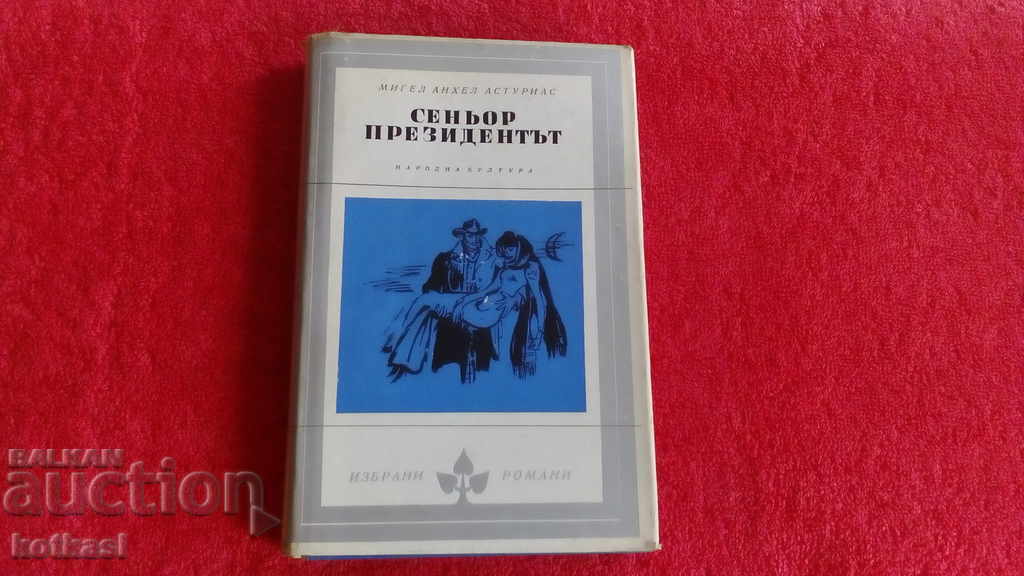 МИГЕЛ АНХЕЛ АСТУРИАС
СЕНЬОР
ПРЕЗИДЕНТЪТ
НАРОДНА КУЛТУРА
ИЗБРАНИ РОМАНИ
BALKAN
auction
kotkasl